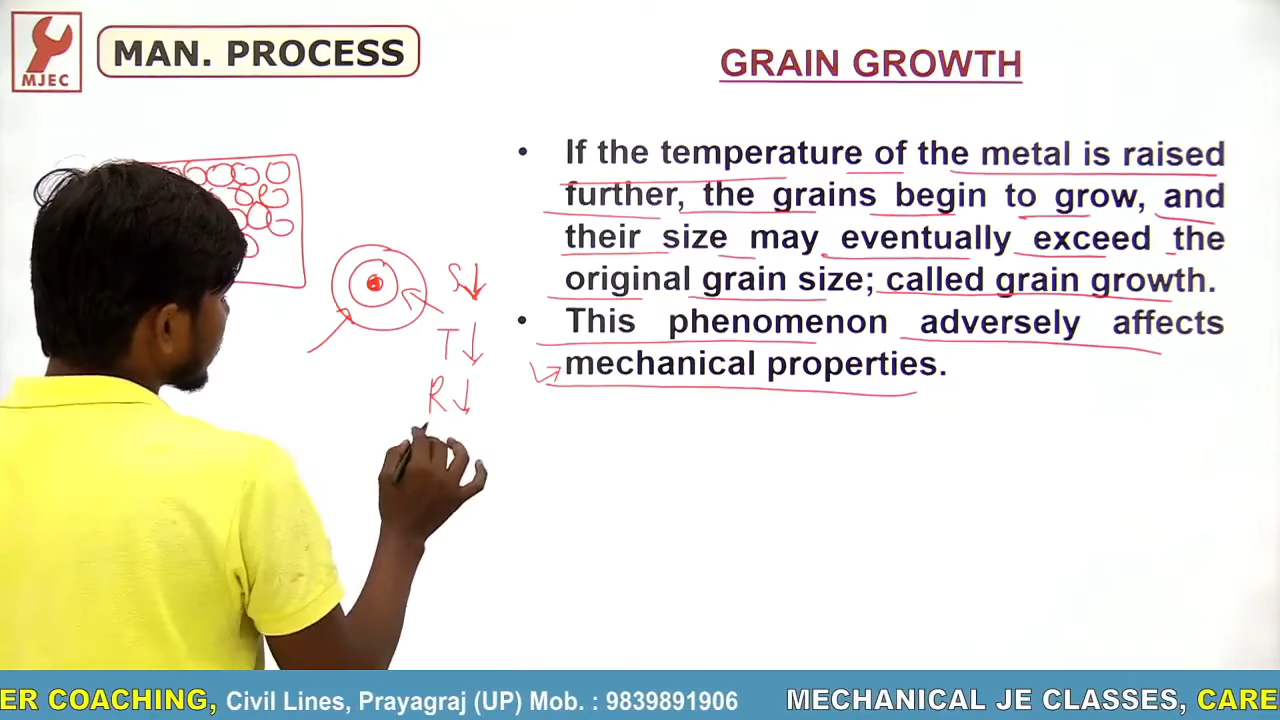 MJEC
MAN. PROCESS
GRAIN GROWTH
• If the temperature of the metal is raised
further, the grains begin to grow, and
their size may eventually exceed the
original grain size; called grain growth.
• This phenomenon adversely affects
mechanical properties.
S↓
T↓
R↓
ER COACHING, Civil Lines, Prayagraj (UP) Mob. : 9839891906 MECHANICAL JE CLASSES, CARE